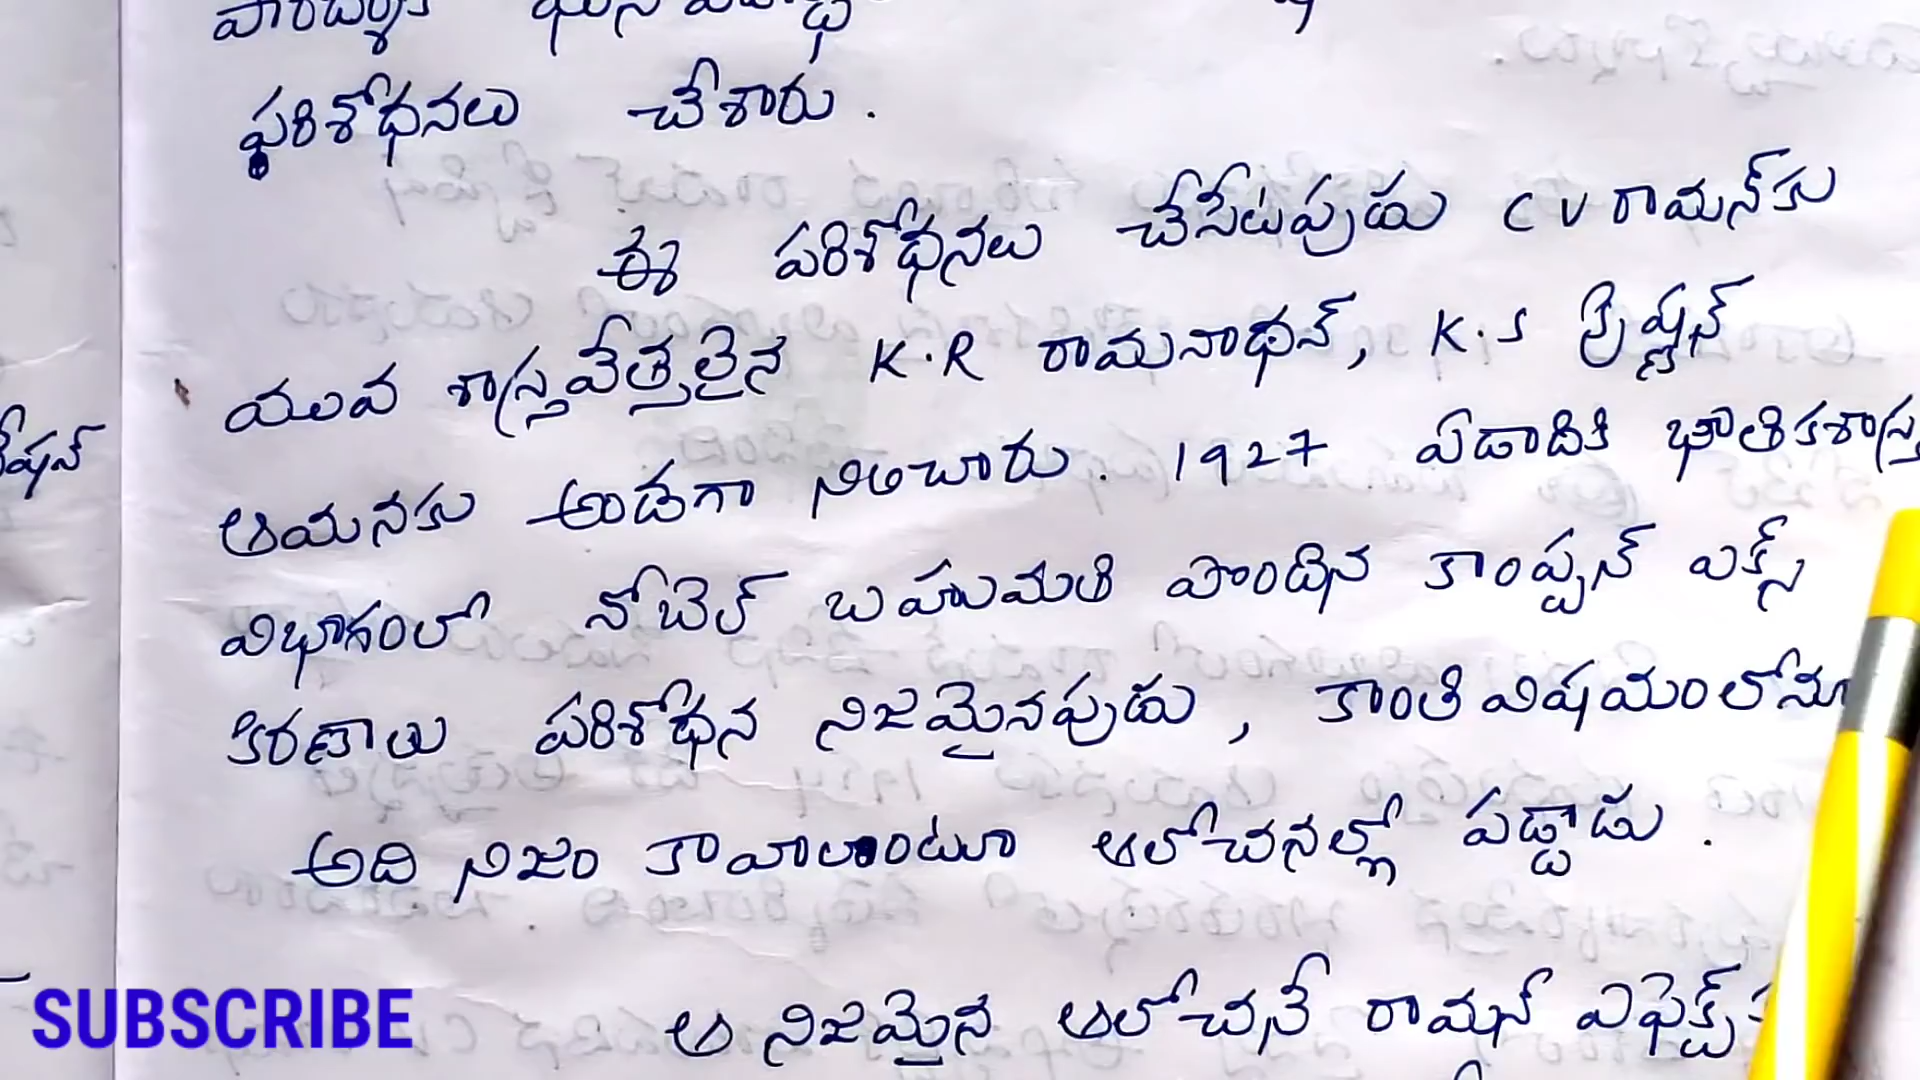 పరిశోధనలు చేశారు.
ఈ పరిశోధనలు చేసేటపుడు C V రామన్‌కు
యువ శాస్త్రవేత్తలైన K.R రామనాథన్, K.S క్రిష్ణన్
ఆయనకు అండగా నిలిచారు. 1927 ఏడాదికి భౌతికశాస్త్ర
విభాగంలో నోబెల్ బహుమతి పొందిన కాంప్టన్ ఎక్స్
కిరణాలు పరిశోధన నిజమైనపుడు, కాంతి విషయంలోనూ
అది నిజం కావాలంటూ ఆలోచనల్లో పడ్డాడు.
ఆ నిజమైన ఆలోచనే రామన్ ఎఫెక్ట్
SUBSCRIBE